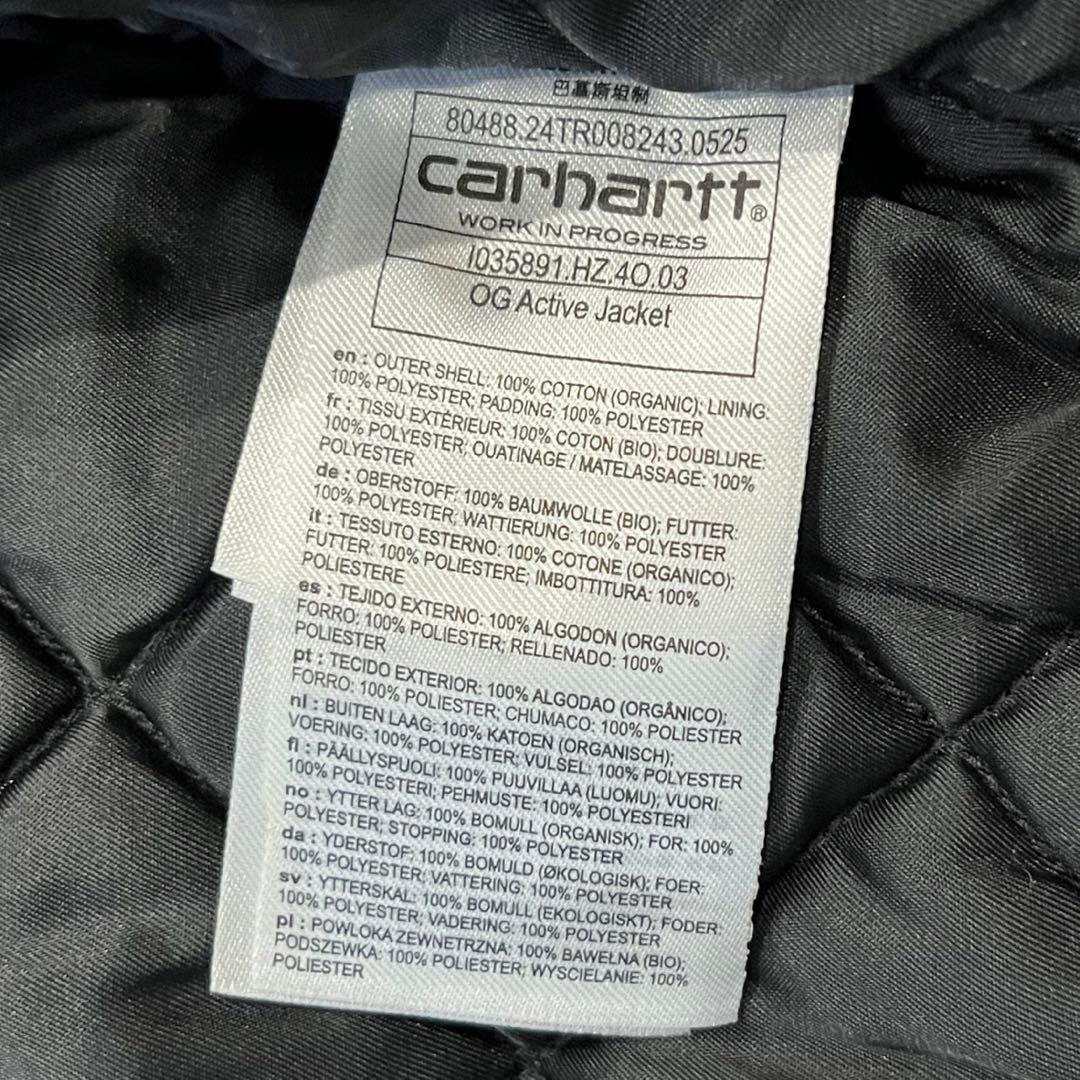 巴基斯坦制
80488.24TR008243.0525
carhartt®
WORK IN PROGRESS
I035891.HZ.4O.03
OG Active Jacket
en : OUTER SHELL: 100% COTTON (ORGANIC); LINING:
100% POLYESTER; PADDING: 100% POLYESTER
fr : TISSU EXTÉRIEUR: 100% COTON (BIO); DOUBLURE:
100% POLYESTER; OUATINAGE / MATELASSAGE: 100%
POLYESTER
de : OBERSTOFF: 100% BAUMWOLLE (BIO); FUTTER:
100% POLYESTER; WATTIERUNG: 100% POLYESTER
it : TESSUTO ESTERNO: 100% COTONE (ORGANICO);
FUTTER: 100% POLIESTERE; IMBOTTITURA: 100%
POLIESTERE
es : TEJIDO EXTERNO: 100% ALGODON (ORGANICO);
FORRO: 100% POLIESTER; RELLENADO: 100%
POLIESTER
pt : TECIDO EXTERIOR: 100% ALGODAO (ORGÂNICO);
FORRO: 100% POLIESTER; CHUMACO: 100% POLIESTER
nl : BUITEN LAAG: 100% KATOEN (ORGANISCH);
VOERING: 100% POLYESTER; VULSEL: 100% POLYESTER
fi : PÄÄLLYSPUOLI: 100% PUUVILLAA (LUOMU); VUORI:
100% POLYESTERI; PEHMUSTE: 100% POLYESTERI
no : YTTER LAG: 100% BOMULL (ORGANISK); FOR: 100%
POLYESTER; STOPPING: 100% POLYESTER
da : YDERSTOF: 100% BOMULD (ØKOLOGISK); FOER:
100% POLYESTER; VATTERING: 100% POLYESTER
sv : YTTERSKAL: 100% BOMULL (EKOLOGISKT); FODER:
100% POLYESTER; VADERING: 100% POLYESTER
pl : POWLOKA ZEWNETRZNA: 100% BAWEŁNA (BIO);
PODSZEWKA: 100% POLIESTER; WYSCIELANIE: 100%
POLIESTER